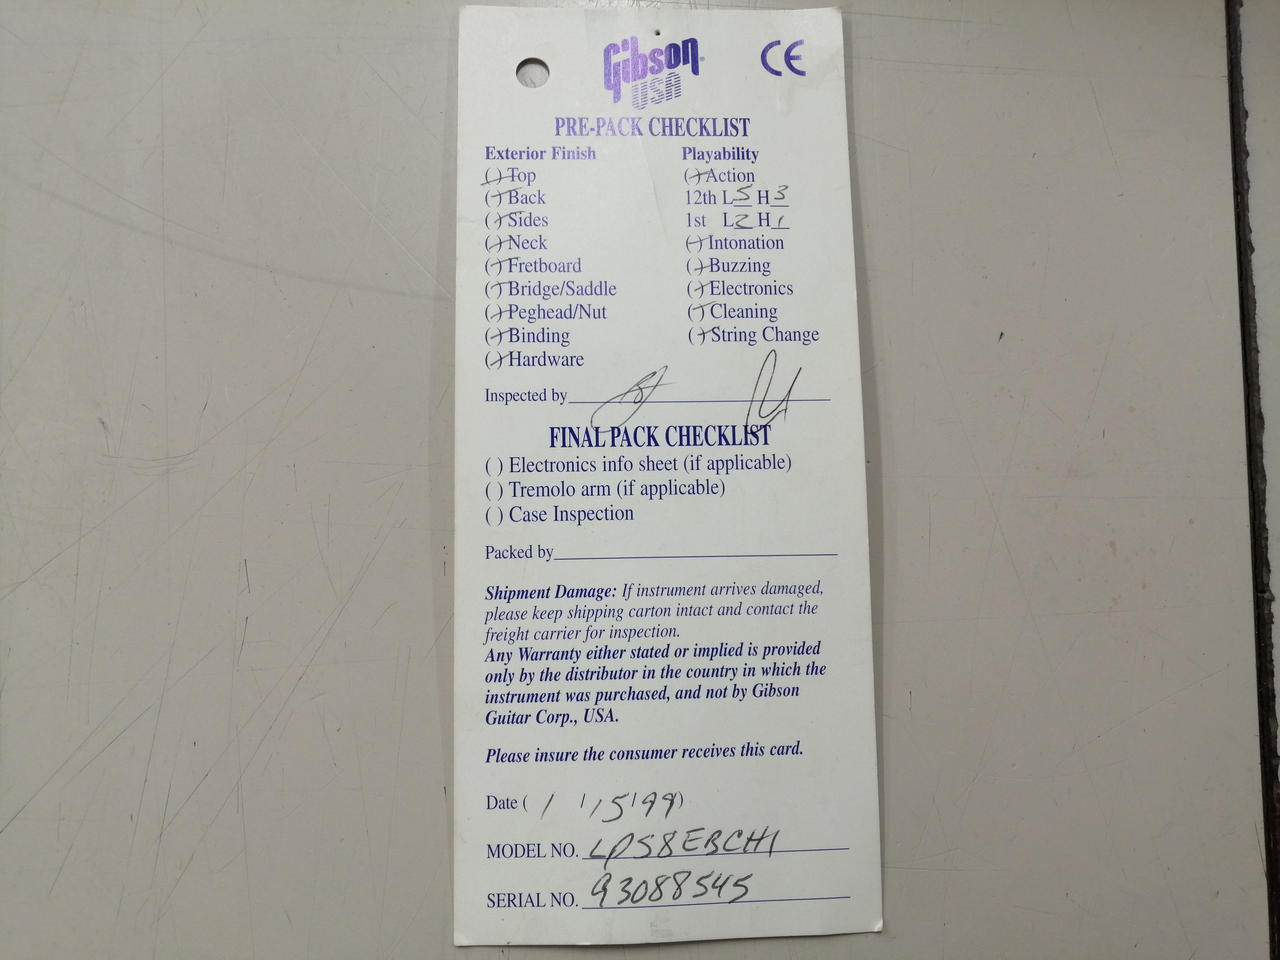 Gibson
USA
CE
PRE-PACK CHECKLIST
Exterior Finish
( ) Top
( ) Back
( ) Sides
( ) Neck
( ) Fretboard
( ) Bridge/Saddle
( ) Peghead/Nut
( ) Binding
( ) Hardware
Playability
( ) Action
12th L 5 H 3
1st L 2 H 1
( ) Intonation
( ) Buzzing
( ) Electronics
( ) Cleaning
( ) String Change
Inspected by
FINAL PACK CHECKLIST
( ) Electronics info sheet (if applicable)
( ) Tremolo arm (if applicable)
( ) Case Inspection
Packed by
Shipment Damage: If instrument arrives damaged,
please keep shipping carton intact and contact the
freight carrier for inspection.
Any Warranty either stated or implied is provided
only by the distributor in the country in which the
instrument was purchased, and not by Gibson
Guitar Corp., USA.
Please insure the consumer receives this card.
Date ( 1 / 15 / 99 )
MODEL NO. LPS8EBCH1
SERIAL NO. 93088545